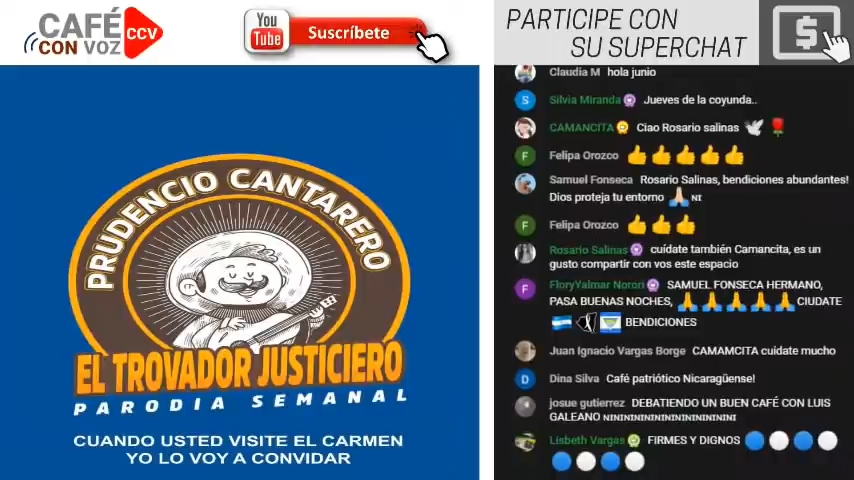 CAFÉ
CON VOZ
CCV
You
Tube
Suscríbete
PARTICIPE CON
SU SUPERCHAT
$
PRUDENCIO CANTARERO
EL TROVADOR JUSTICIERO
PARODIA SEMANAL
CUANDO USTED VISITE EL CARMEN
YO LO VOY A CONVIDAR
Claudia M hola junio
S
Silvia Miranda Jueves de la coyunda..
CAMANCITA Ciao Rosario salinas 🕊️ 🌹
F
Felipa Orozco 👍👍👍👍👍
Samuel Fonseca Rosario Salinas, bendiciones abundantes!
Dios proteja tu entorno 🙏🏻 NI
F
Felipa Orozco 👍👍👍
Rosario Salinas cuídate también Camancita, es un
gusto compartir con vos este espacio
F
FloryYalmar Norori SAMUEL FONSECA HERMANO,
PASA BUENAS NOCHES, 🙏🙏🙏🙏🙏 CIUDATE
BENDICIONES
Juan Ignacio Vargas Borge CAMAMCITA cuidate mucho
D
Dina Silva Café patriótico Nicaragüense!
josue gutierrez DEBATIENDO UN BUEN CAFÉ CON LUIS
GALEANO NINININININININININININI
Lisbeth Vargas FIRMES Y DIGNOS 🔵⚪🔵⚪
🔵⚪🔵⚪